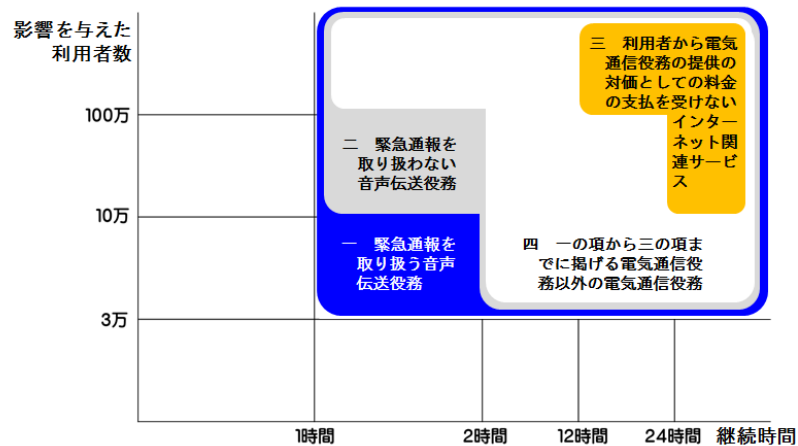 影響を与えた
利用者数
三　利用者から電気
通信役務の提供の
対価としての料金
の支払を受けない
インター
ネット関
連サービ
ス
100万
二　緊急通報を
取り扱わない
音声伝送役務
10万
一　緊急通報を
取り扱う音声
伝送役務
四　一の項から三の項ま
でに掲げる電気通信役
務以外の電気通信役務
3万
1時間
2時間
12時間
24時間
継続時間